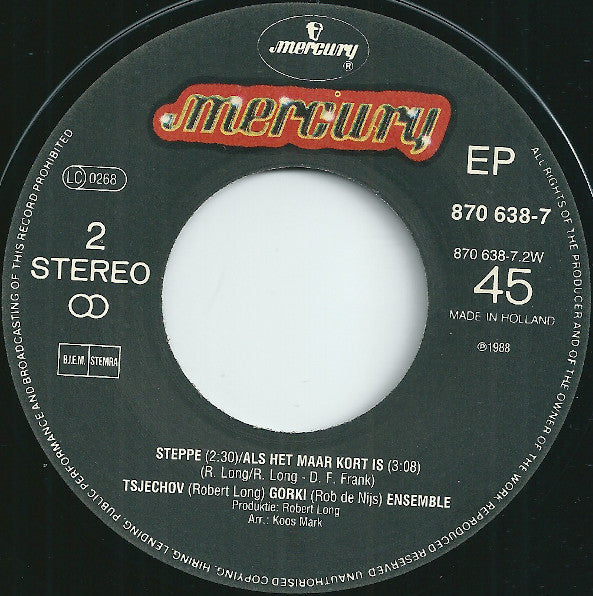 mercury
®
mercury
EP
LC 0268
870 638-7
2
STEREO
870 638-7.2W
45
MADE IN HOLLAND
B.I.E.M. STEMRA
℗1988
STEPPE (2:30)/ALS HET MAAR KORT IS (3:08)
(R. Long/R. Long - D. F. Frank)
TSJECHOV (Robert Long) GORKI (Rob de Nijs) ENSEMBLE
Produktie: Robert Long
Arr.: Koos Mark
ALL RIGHTS OF THE PRODUCER AND OF THE OWNER OF THE WORK REPRODUCED RESERVED. UNAUTHORISED COPYING, HIRING, LENDING, PUBLIC PERFORMANCE AND BROADCASTING OF THIS RECORD PROHIBITED